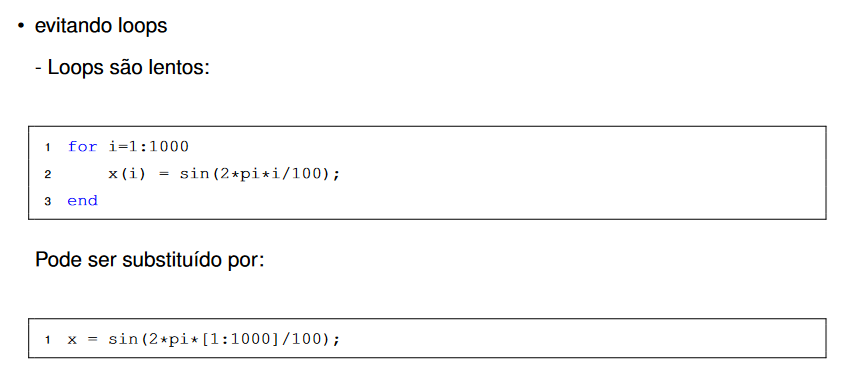 • evitando loops
- Loops são lentos:
1 for i=1:1000
2 x(i) = sin(2*pi*i/100);
3 end
Pode ser substituído por:
1 x = sin(2*pi*[1:1000]/100);